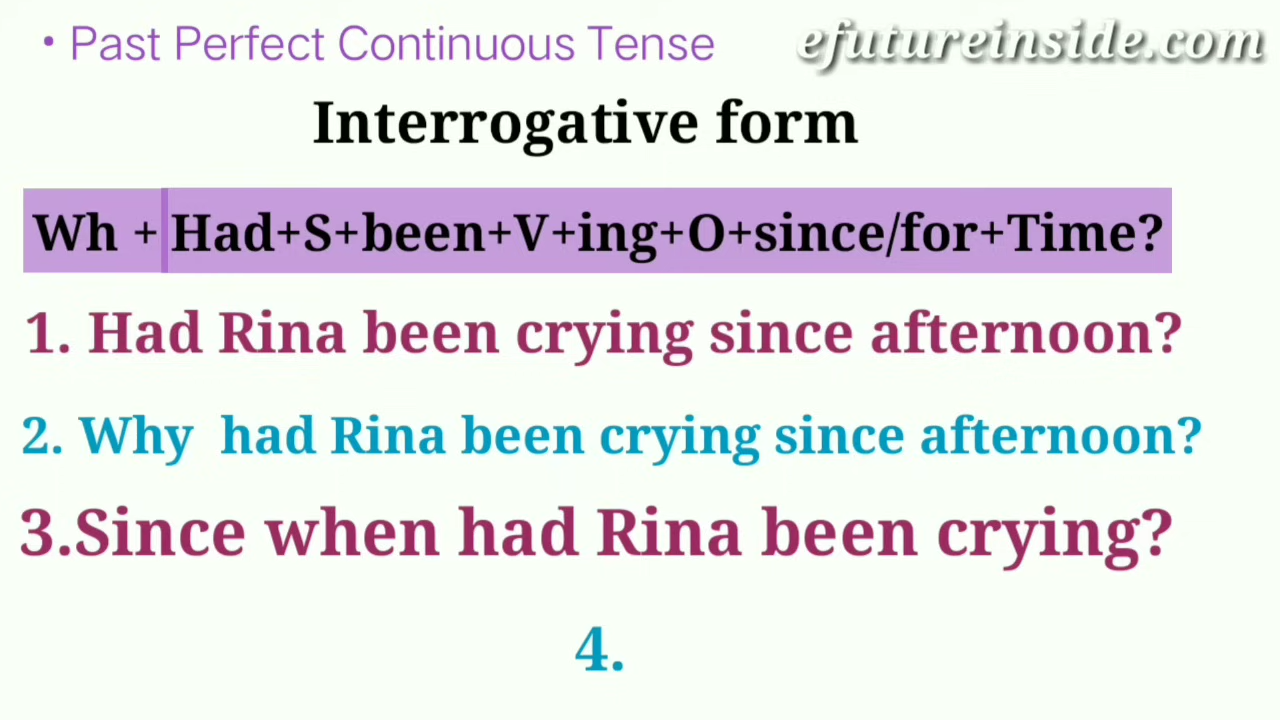 • Past Perfect Continuous Tense
efutureinside.com
Interrogative form
Wh + Had+S+been+V+ing+O+since/for+Time?
1. Had Rina been crying since afternoon?
2. Why had Rina been crying since afternoon?
3.Since when had Rina been crying?
4.